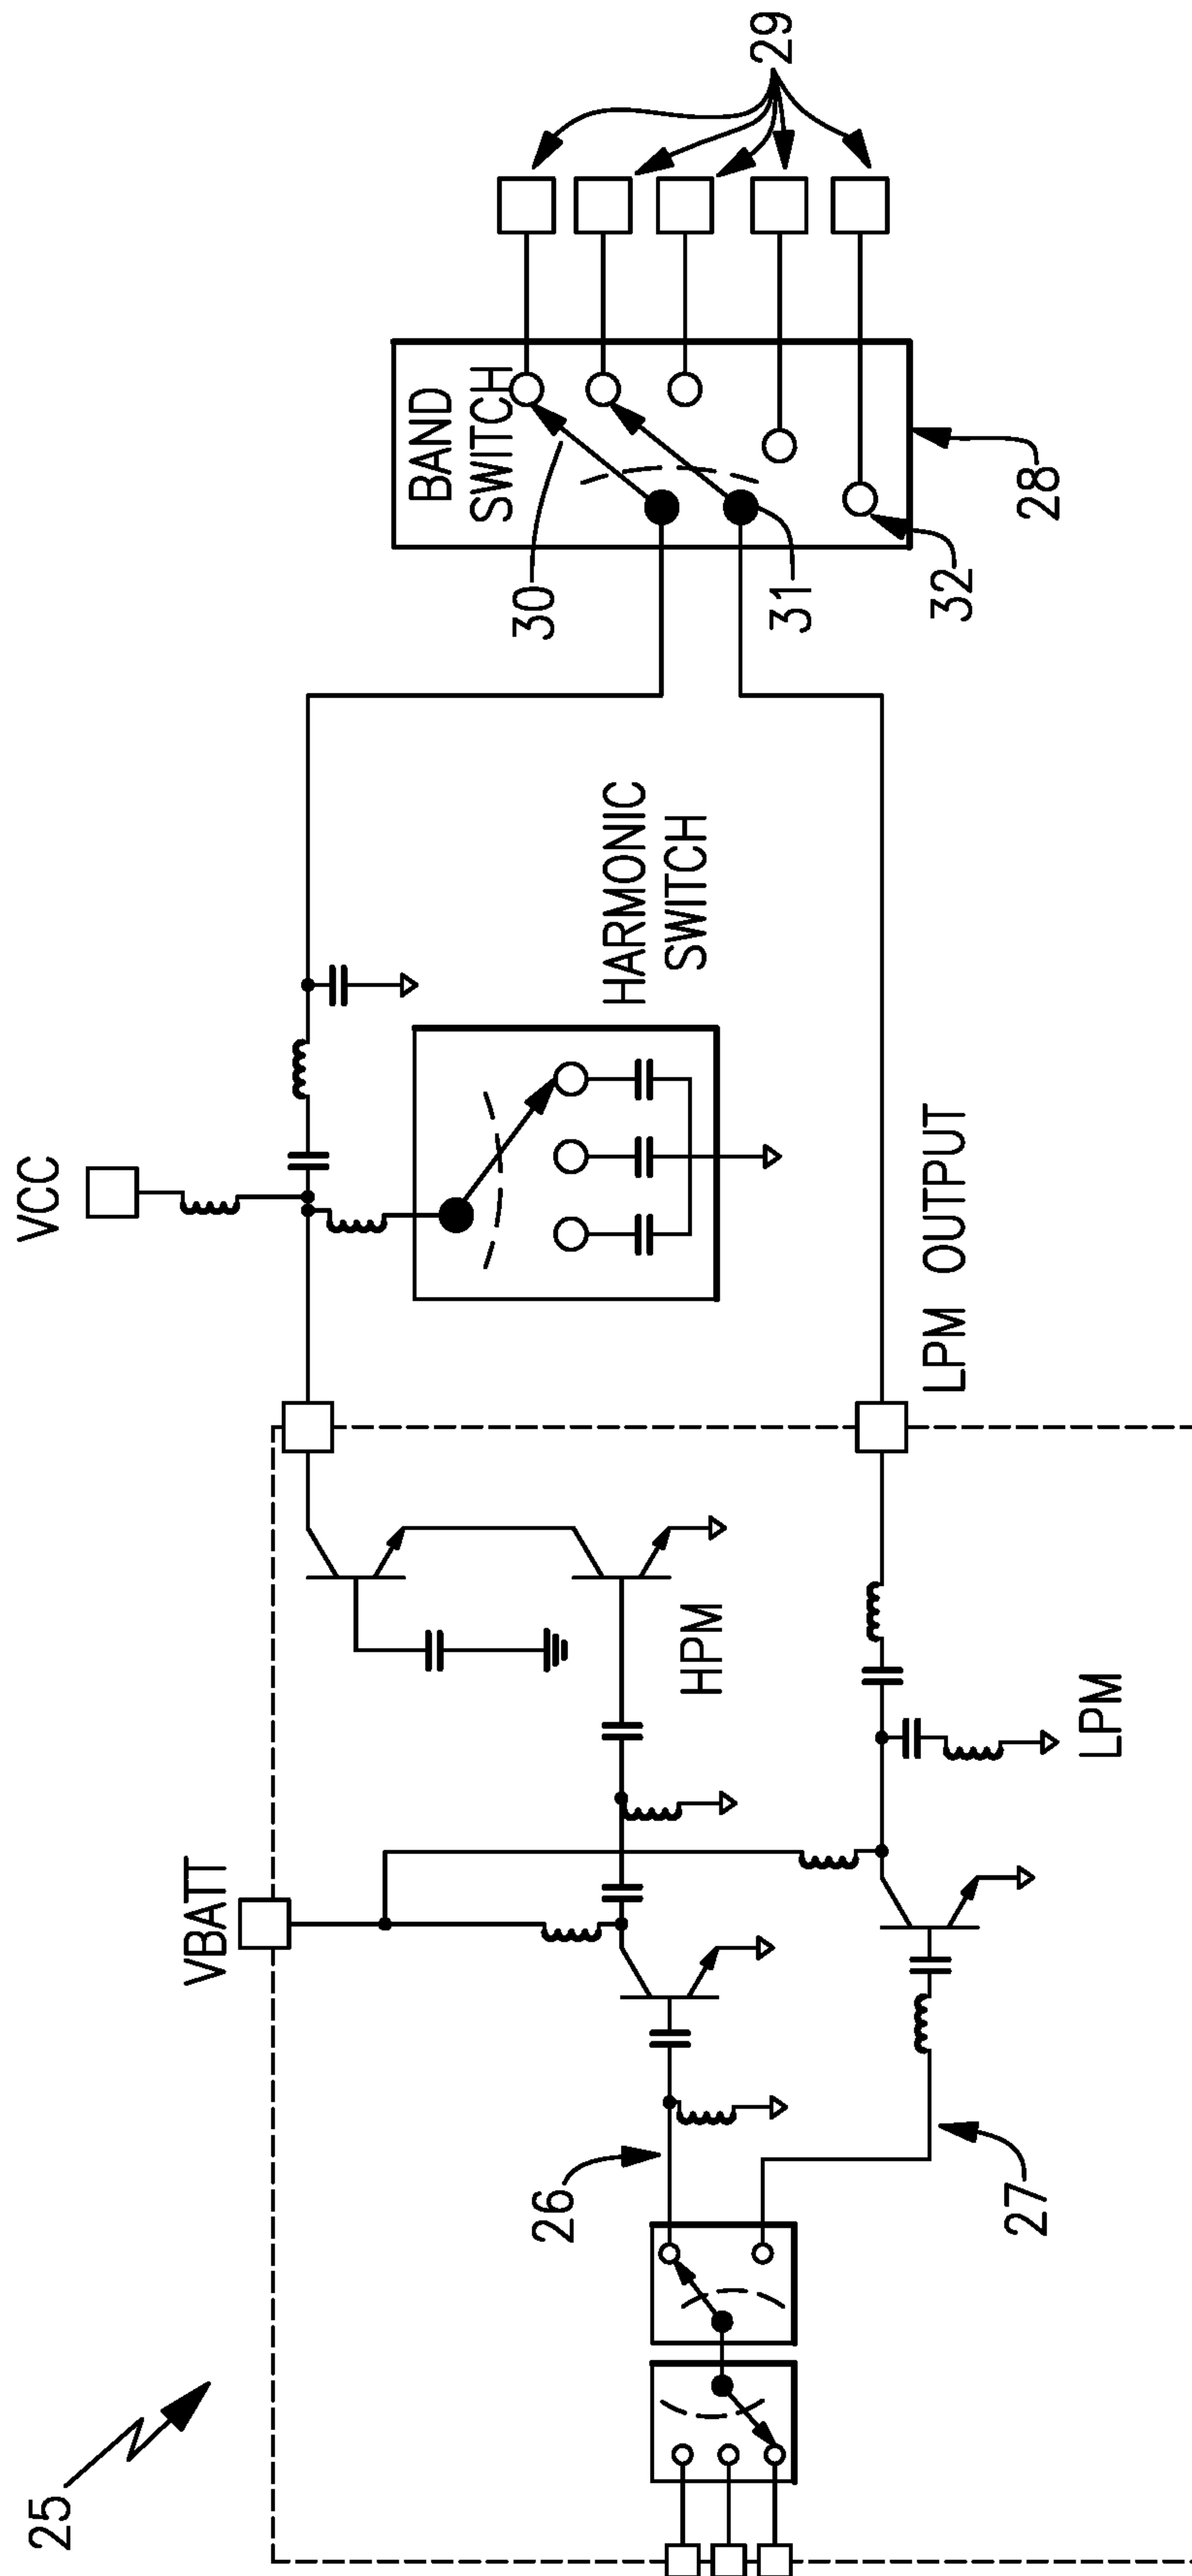 25
VBATT
VCC
26
27
HPM
LPM
LPM OUTPUT
HARMONIC
SWITCH
BAND
SWITCH
30
31
32
28
29